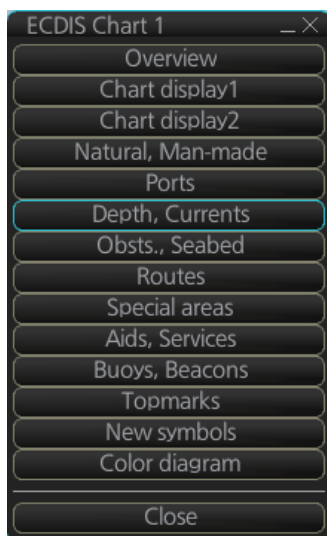 ECDIS Chart 1
Overview
Chart display1
Chart display2
Natural, Man-made
Ports
Depth, Currents
Obsts., Seabed
Routes
Special areas
Aids, Services
Buoys, Beacons
Topmarks
New symbols
Color diagram
Close